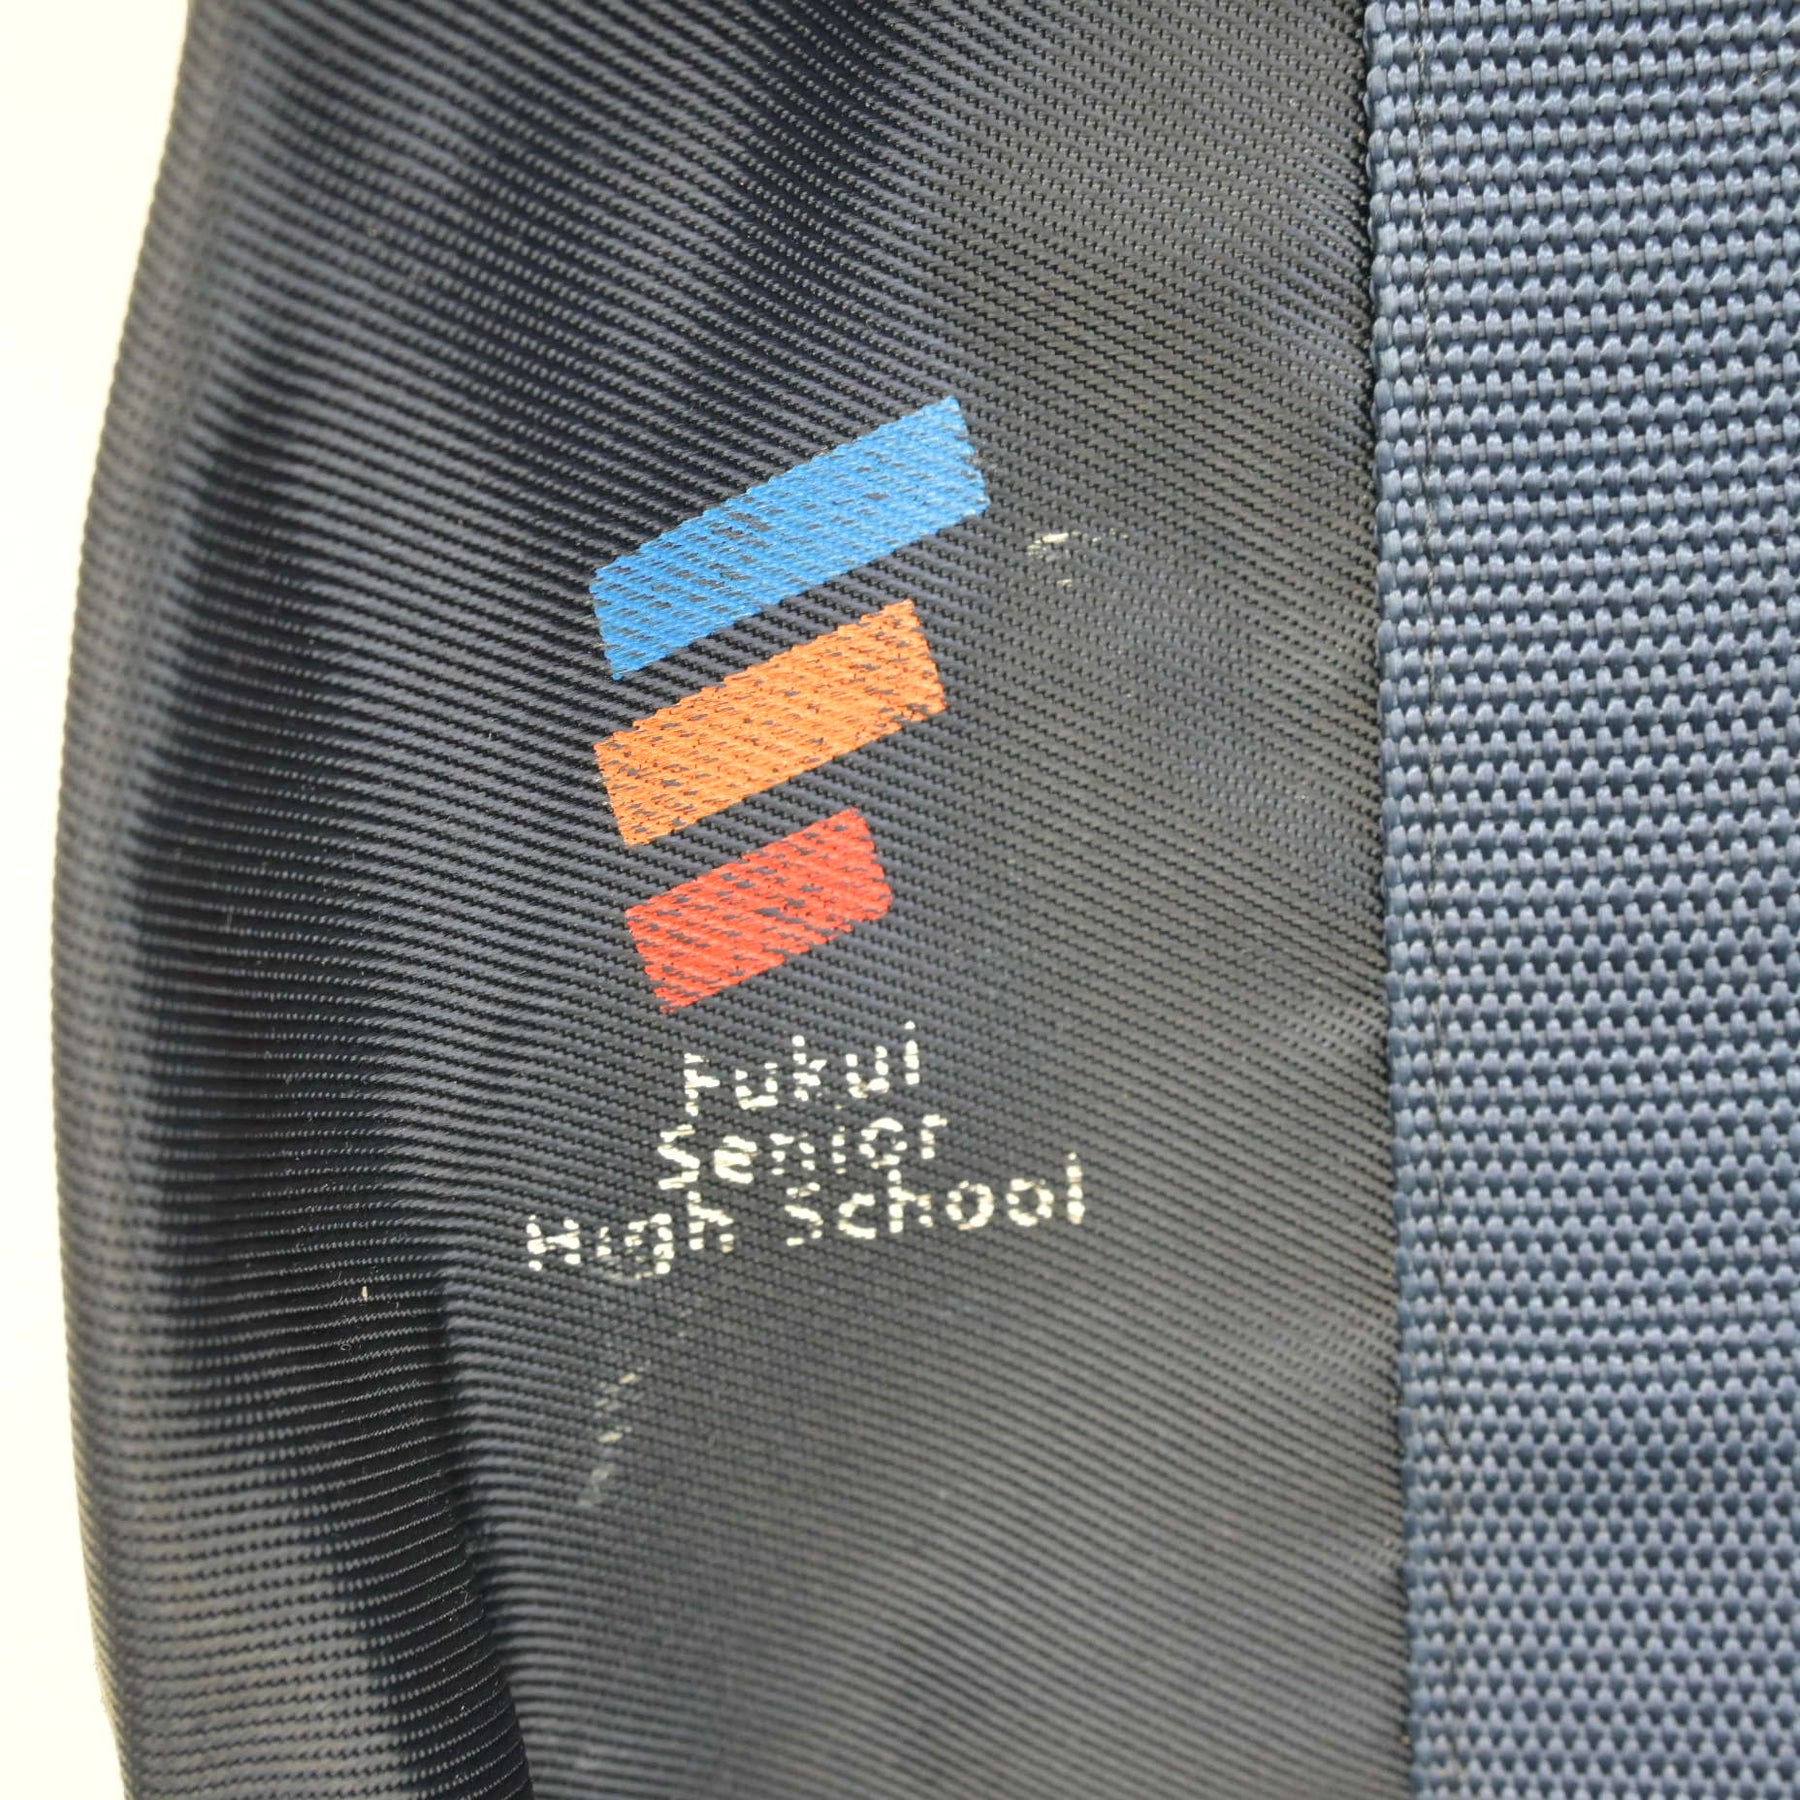 Fukui
Senior
High School